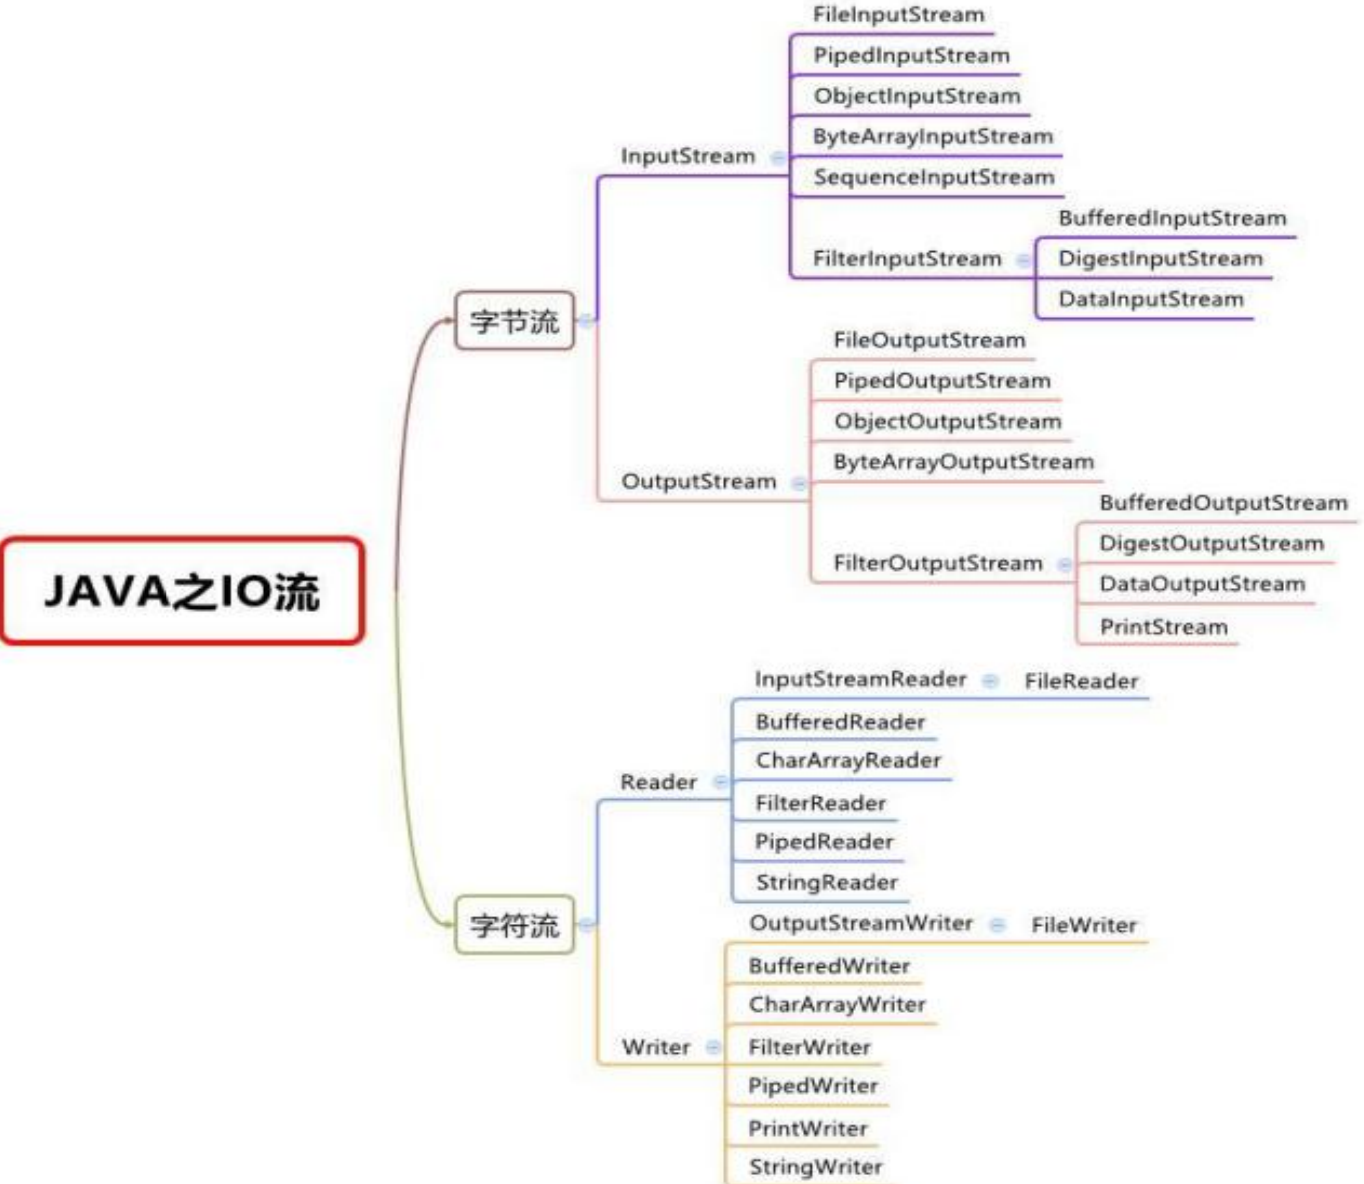 JAVA之IO流
字节流
InputStream
FileInputStream
PipedInputStream
ObjectInputStream
ByteArrayInputStream
SequenceInputStream
FilterInputStream
BufferedInputStream
DigestInputStream
DataInputStream
OutputStream
FileOutputStream
PipedOutputStream
ObjectOutputStream
ByteArrayOutputStream
FilterOutputStream
BufferedOutputStream
DigestOutputStream
DataOutputStream
PrintStream
字符流
Reader
InputStreamReader
FileReader
BufferedReader
CharArrayReader
FilterReader
PipedReader
StringReader
Writer
OutputStreamWriter
FileWriter
BufferedWriter
CharArrayWriter
FilterWriter
PipedWriter
PrintWriter
StringWriter